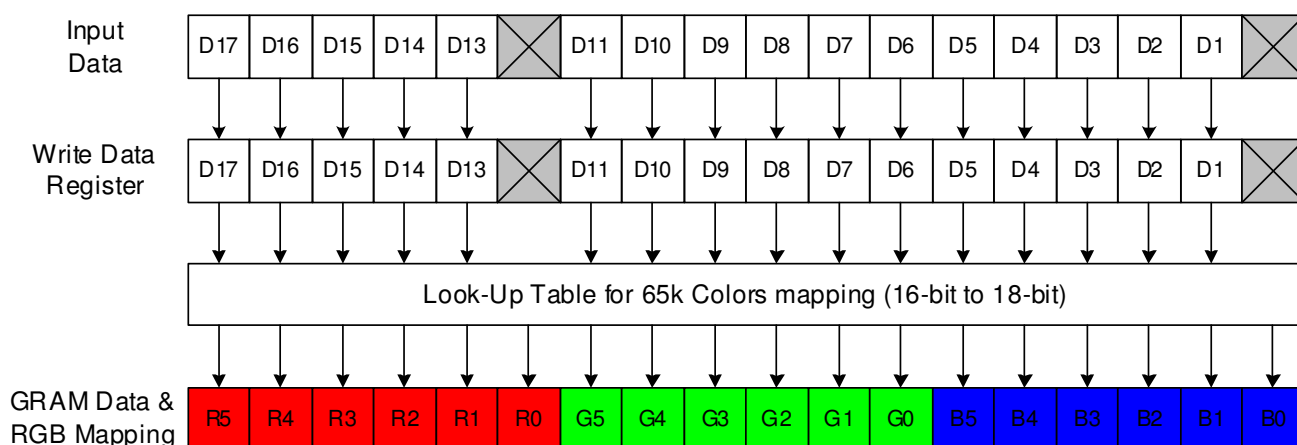 Input
Data
D17 D16 D15 D14 D13 D11 D10 D9 D8 D7 D6 D5 D4 D3 D2 D1
Write Data
Register
D17 D16 D15 D14 D13 D11 D10 D9 D8 D7 D6 D5 D4 D3 D2 D1
Look-Up Table for 65k Colors mapping (16-bit to 18-bit)
GRAM Data &
RGB Mapping
R5 R4 R3 R2 R1 R0 G5 G4 G3 G2 G1 G0 B5 B4 B3 B2 B1 B0